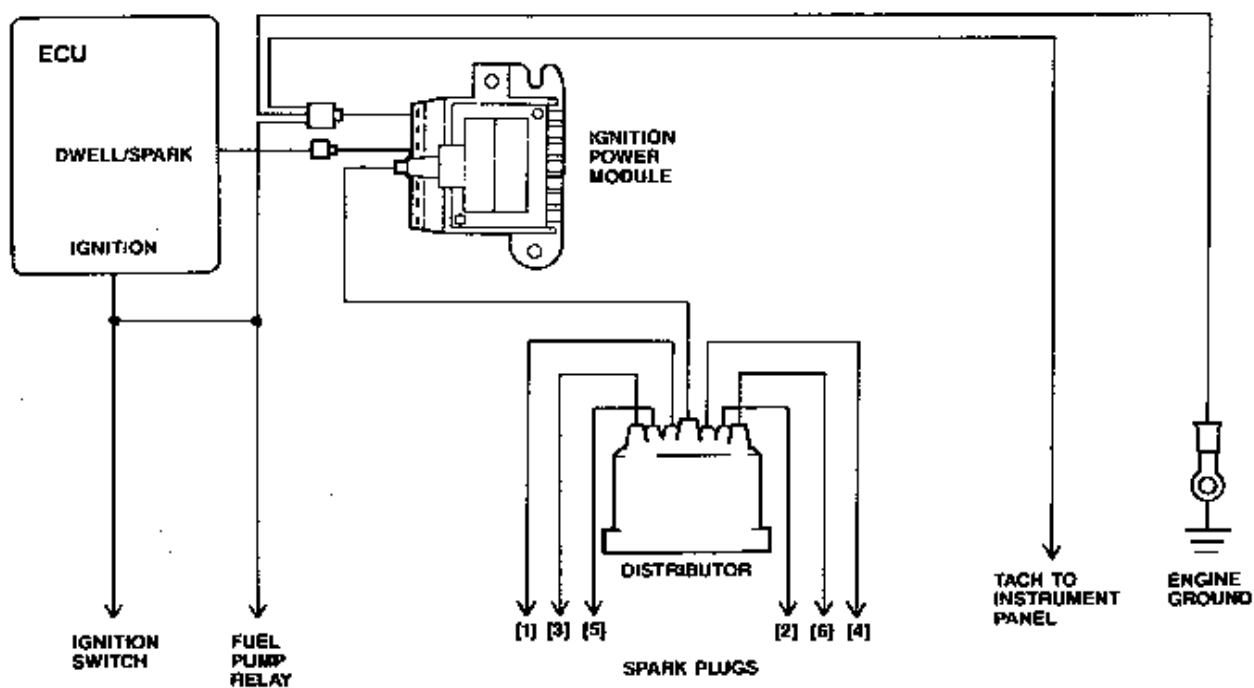 ECU
DWELL/SPARK
IGNITION
IGNITION
POWER
MODULE
DISTRIBUTOR
[1] [3] [5] [2] [6] [4]
SPARK PLUGS
IGNITION
SWITCH
FUEL
PUMP
RELAY
TACH TO
INSTRUMENT
PANEL
ENGINE
GROUND